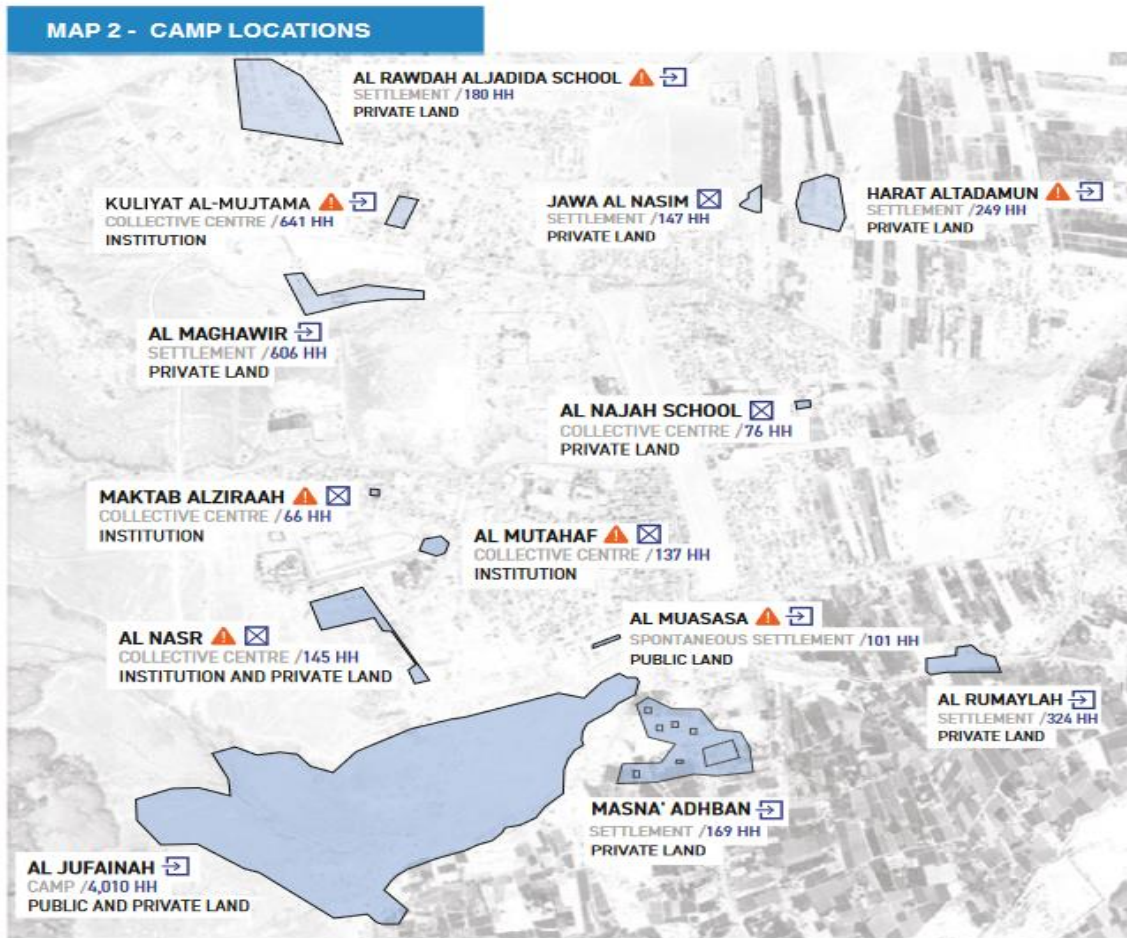 MAP 2 - CAMP LOCATIONS
AL RAWDAH ALJADIDA SCHOOL
SETTLEMENT /180 HH
PRIVATE LAND
KULIYAT AL-MUJTAMA
COLLECTIVE CENTRE /641 HH
INSTITUTION
JAWA AL NASIM
SETTLEMENT /147 HH
PRIVATE LAND
HARAT ALTADAMUN
SETTLEMENT /249 HH
PRIVATE LAND
AL MAGHAWIR
SETTLEMENT /606 HH
PRIVATE LAND
AL NAJAH SCHOOL
COLLECTIVE CENTRE /76 HH
PRIVATE LAND
MAKTAB ALZIRAAH
COLLECTIVE CENTRE /66 HH
INSTITUTION
AL MUTAHAF
COLLECTIVE CENTRE /137 HH
INSTITUTION
AL NASR
COLLECTIVE CENTRE /145 HH
INSTITUTION AND PRIVATE LAND
AL MUASASA
SPONTANEOUS SETTLEMENT /101 HH
PUBLIC LAND
AL RUMAYLAH
SETTLEMENT /324 HH
PRIVATE LAND
MASNA' ADHBAN
SETTLEMENT /169 HH
PRIVATE LAND
AL JUFAINAH
CAMP /4,010 HH
PUBLIC AND PRIVATE LAND